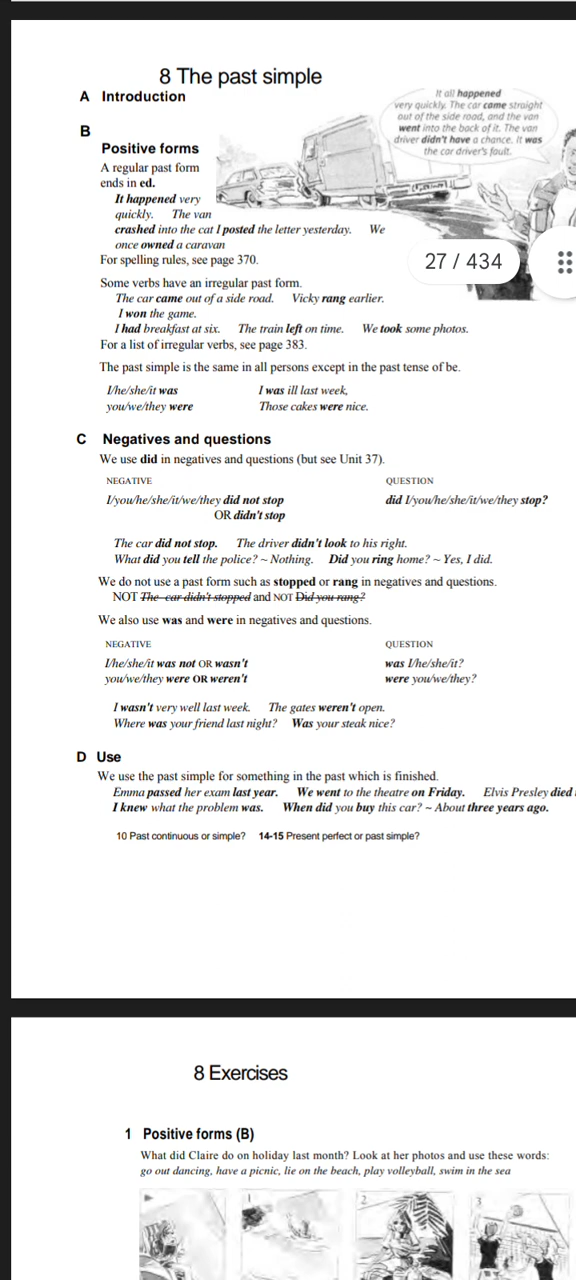 8 The past simple
A Introduction
It all happened
very quickly. The car came straight
out of the side road, and the van
went into the back of it. The van
driver didn't have a chance. It was
the car driver's fault.
B
Positive forms
A regular past form
ends in ed.
It happened very
quickly. The van
crashed into the cat I posted the letter yesterday. We
once owned a caravan
For spelling rules, see page 370.
27 / 434
Some verbs have an irregular past form.
The car came out of a side road. Vicky rang earlier.
I won the game.
I had breakfast at six. The train left on time. We took some photos.
For a list of irregular verbs, see page 383.
The past simple is the same in all persons except in the past tense of be.
I/he/she/it was I was ill last week,
you/we/they were Those cakes were nice.
C Negatives and questions
We use did in negatives and questions (but see Unit 37).
NEGATIVE QUESTION
I/you/he/she/it/we/they did not stop did I/you/he/she/it/we/they stop?
OR didn't stop
The car did not stop. The driver didn't look to his right.
What did you tell the police? ~ Nothing. Did you ring home? ~ Yes, I did.
We do not use a past form such as stopped or rang in negatives and questions.
NOT The car didn't stopped and NOT Did you rang?
We also use was and were in negatives and questions.
NEGATIVE QUESTION
I/he/she/it was not OR wasn't was I/he/she/it?
you/we/they were OR weren't were you/we/they?
I wasn't very well last week. The gates weren't open.
Where was your friend last night? Was your steak nice?
D Use
We use the past simple for something in the past which is finished.
Emma passed her exam last year. We went to the theatre on Friday. Elvis Presley died
I knew what the problem was. When did you buy this car? ~ About three years ago.
10 Past continuous or simple? 14-15 Present perfect or past simple?
8 Exercises
1 Positive forms (B)
What did Claire do on holiday last month? Look at her photos and use these words:
go out dancing, have a picnic, lie on the beach, play volleyball, swim in the sea
1
2
3